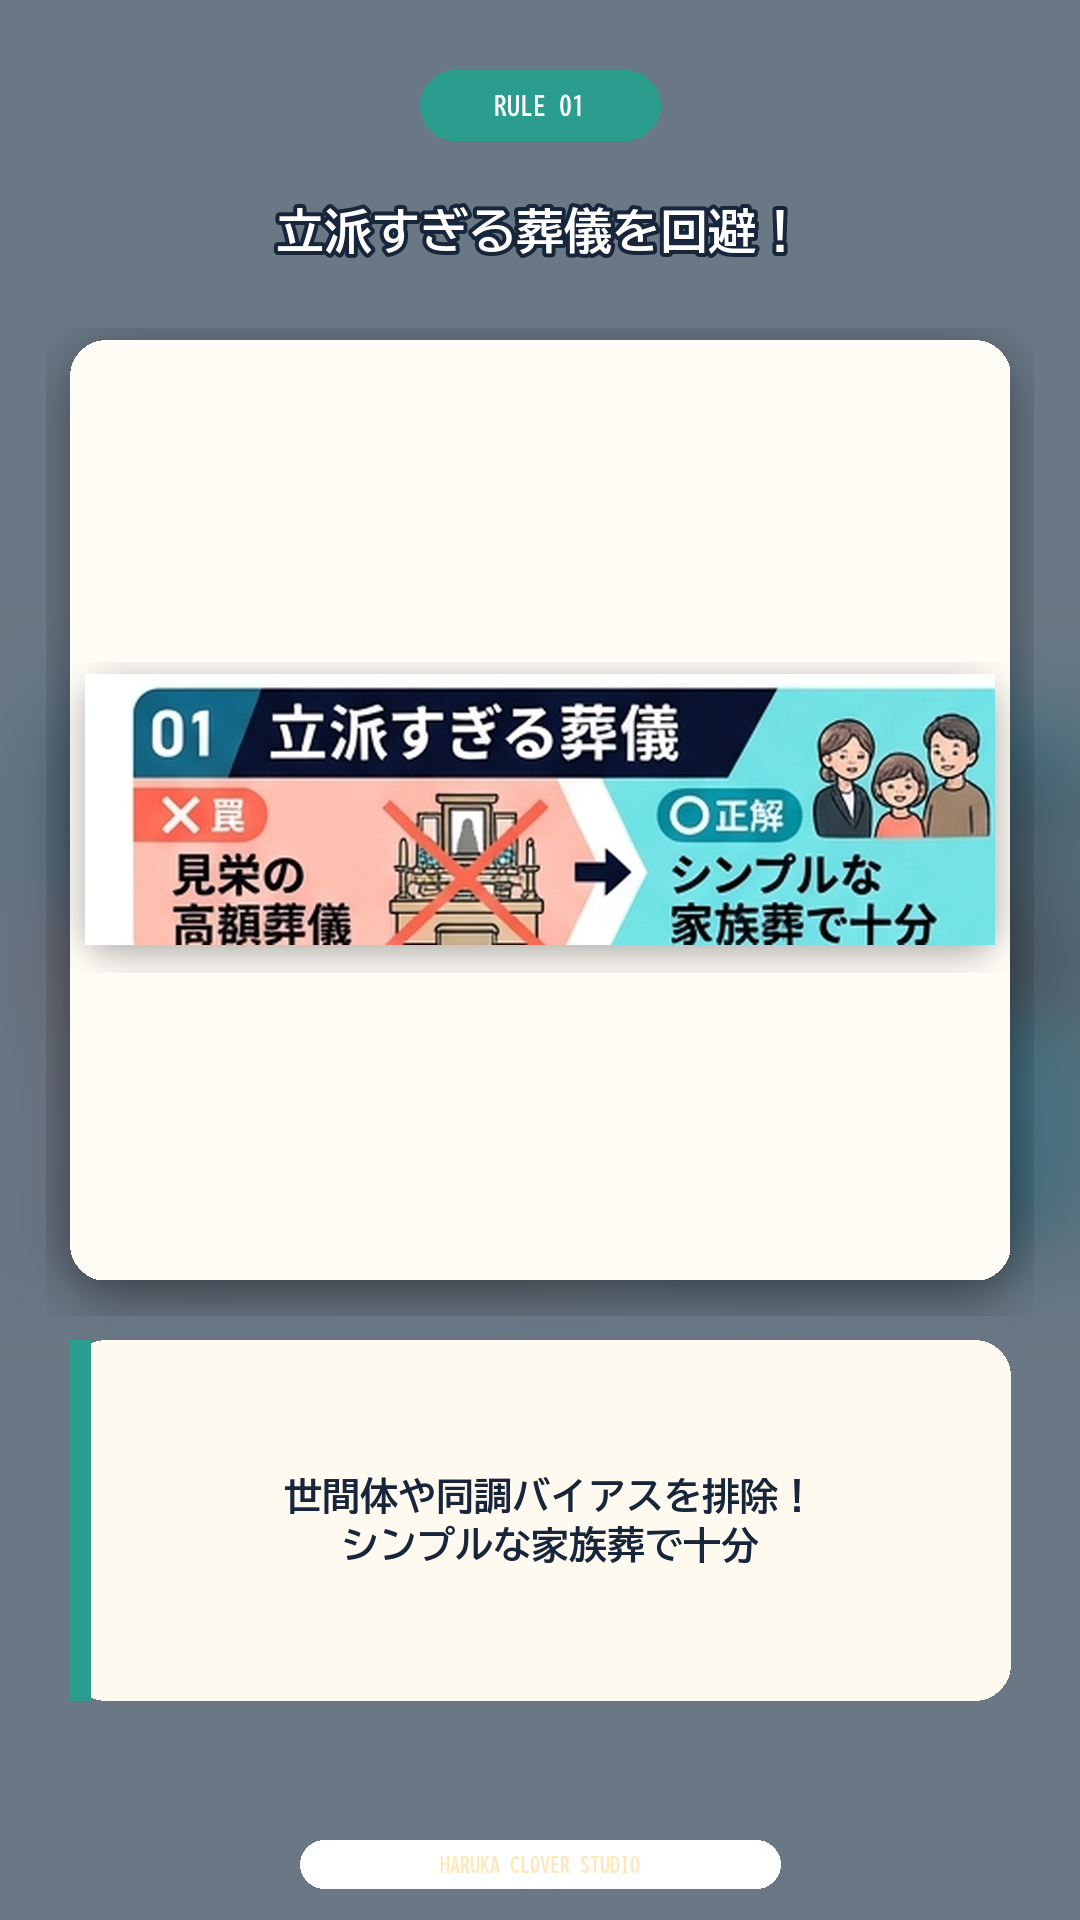 RULE 01
立派すぎる葬儀を回避！
01 立派すぎる葬儀
× 罠
見栄の
高額葬儀
○正解
シンプルな
家族葬で十分
世間体や同調バイアスを排除！
シンプルな家族葬で十分
HARUKA CLOVER STUDIO